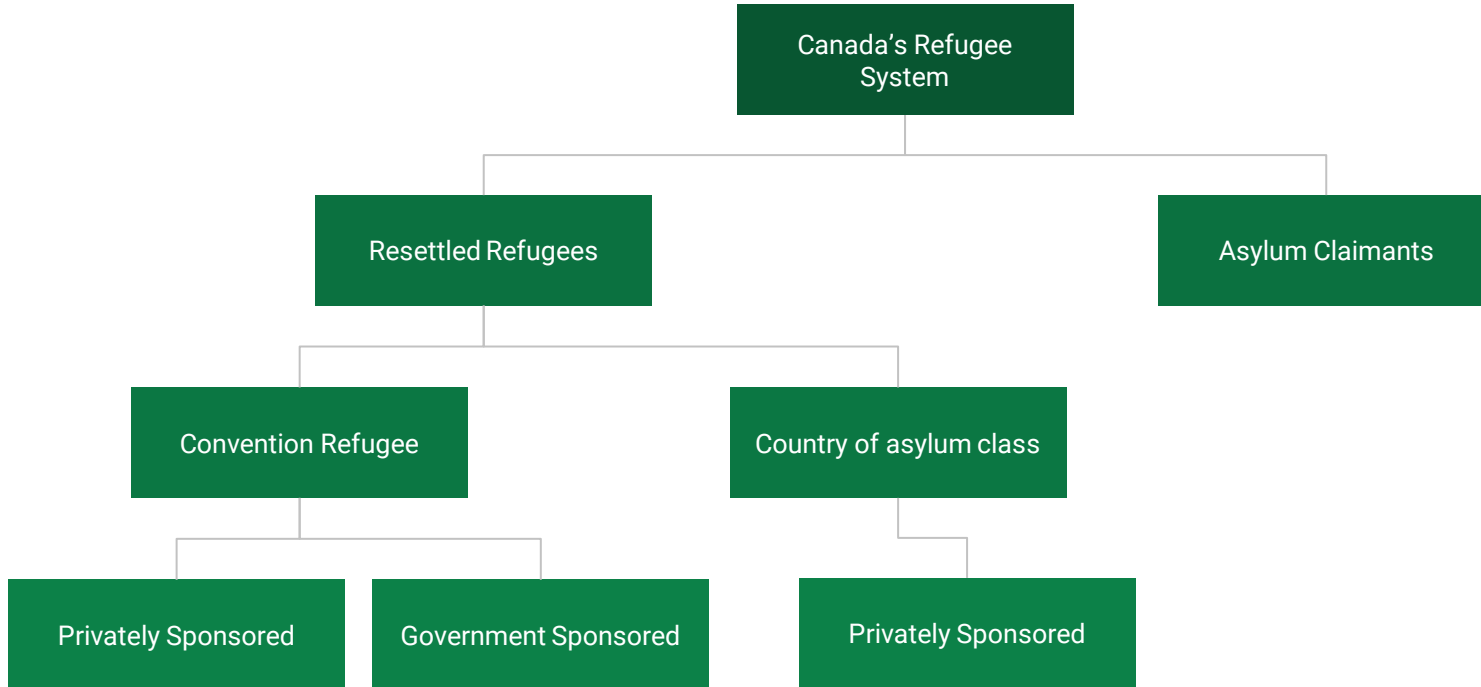 Canada’s Refugee
System
Resettled Refugees
Asylum Claimants
Convention Refugee
Country of asylum class
Privately Sponsored
Government Sponsored
Privately Sponsored